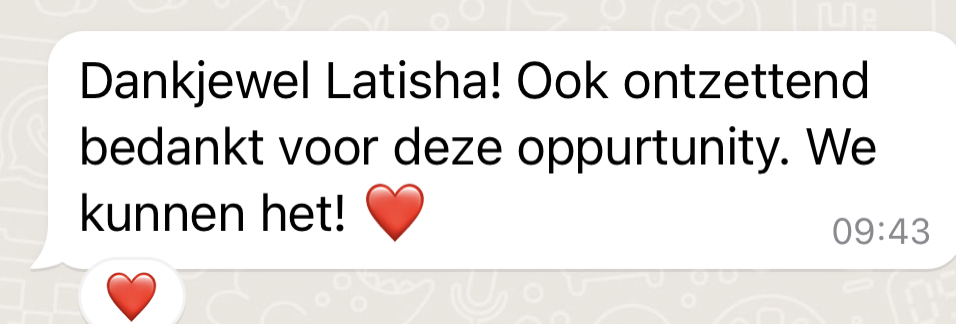 Dankjewel Latisha! Ook ontzettend
bedankt voor deze oppurtunity. We
kunnen het! ❤️
09:43
❤️